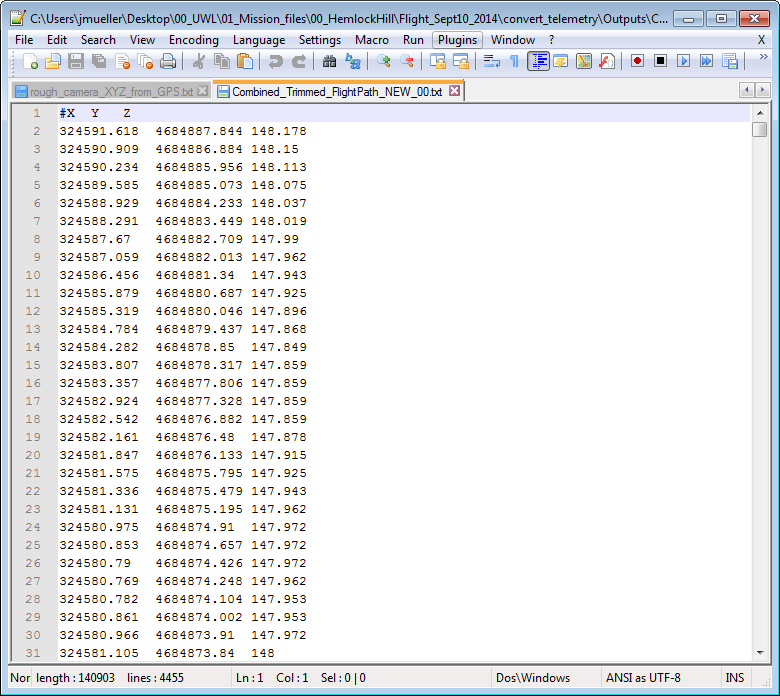 C:\Users\jmueller\Desktop\00_UWL\01_Mission_files\00_HemlockHill\Flight_Sept10_2014\convert_telemetry\Outputs\C...
File Edit Search View Encoding Language Settings Macro Run Plugins Window ? X
rough_camera_XYZ_from_GPS.txt Combined_Trimmed_FlightPath_NEW_00.txt
1 #X Y Z
2 324591.618 4684887.844 148.178
3 324590.909 4684886.884 148.15
4 324590.234 4684885.956 148.113
5 324589.585 4684885.073 148.075
6 324588.929 4684884.233 148.037
7 324588.291 4684883.449 148.019
8 324587.67 4684882.709 147.99
9 324587.059 4684882.013 147.962
10 324586.456 4684881.34 147.943
11 324585.879 4684880.687 147.925
12 324585.319 4684880.046 147.896
13 324584.784 4684879.437 147.868
14 324584.282 4684878.85 147.849
15 324583.807 4684878.317 147.859
16 324583.357 4684877.806 147.859
17 324582.924 4684877.328 147.859
18 324582.542 4684876.882 147.859
19 324582.161 4684876.48 147.878
20 324581.847 4684876.133 147.915
21 324581.575 4684875.795 147.925
22 324581.336 4684875.479 147.943
23 324581.131 4684875.195 147.962
24 324580.975 4684874.91 147.972
25 324580.853 4684874.657 147.972
26 324580.79 4684874.426 147.972
27 324580.769 4684874.248 147.962
28 324580.782 4684874.104 147.953
29 324580.861 4684874.002 147.953
30 324580.966 4684873.91 147.972
31 324581.105 4684873.84 148
Nor length : 140903 lines : 4455 Ln : 1 Col : 1 Sel : 0 | 0 Dos\Windows ANSI as UTF-8 INS